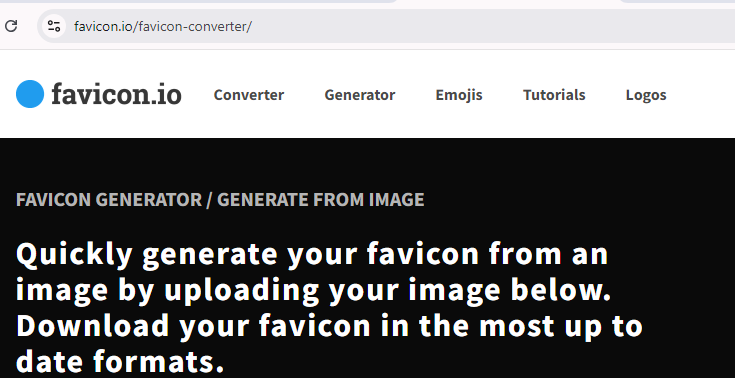 favicon.io/favicon-converter/
favicon.io Converter Generator Emojis Tutorials Logos
FAVICON GENERATOR / GENERATE FROM IMAGE
Quickly generate your favicon from an
image by uploading your image below.
Download your favicon in the most up to
date formats.